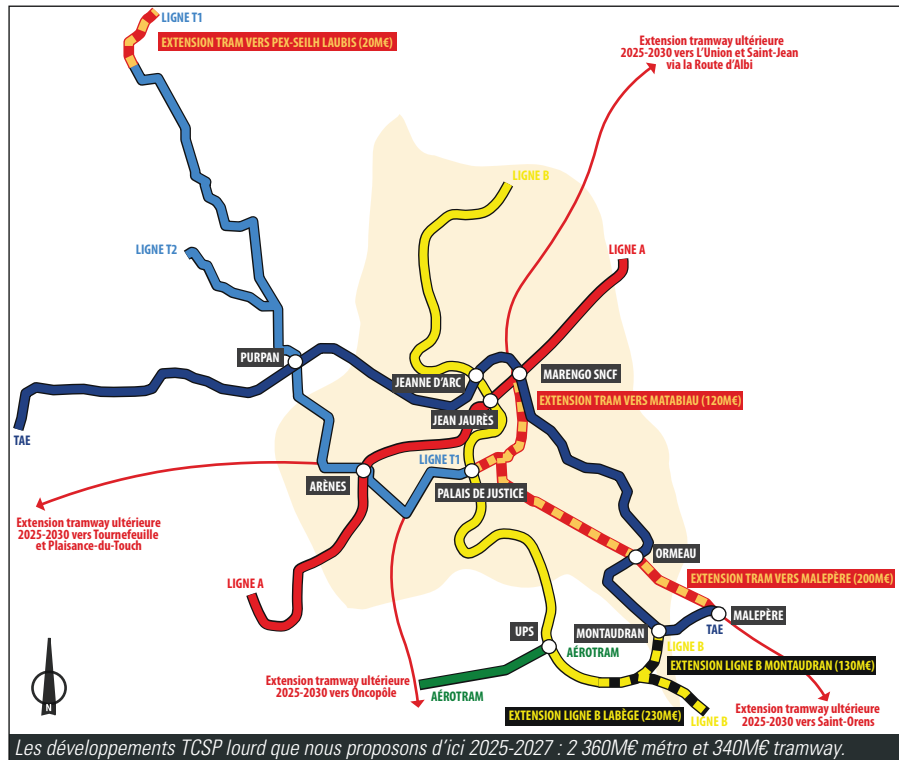 LIGNE T1
EXTENSION TRAM VERS PEX-SEILH LAUBIS (20M€)
Extension tramway ultérieure
2025-2030 vers L'Union et Saint-Jean
via la Route d'Albi
LIGNE B
LIGNE T2
LIGNE A
PURPAN
JEANNE D'ARC
MARENGO SNCF
EXTENSION TRAM VERS MATABIAU (120M€)
JEAN JAURÈS
TAE
LIGNE T1
ARÈNES
PALAIS DE JUSTICE
Extension tramway ultérieure
2025-2030 vers Tournefeuille
et Plaisance-du-Touch
ORMEAU
EXTENSION TRAM VERS MALEPÈRE (200M€)
LIGNE A
MALEPÈRE
UPS
MONTAUDRAN
TAE
LIGNE B
AÉROTRAM
EXTENSION LIGNE B MONTAUDRAN (130M€)
Extension tramway ultérieure
2025-2030 vers Oncopôle
AÉROTRAM
EXTENSION LIGNE B LABÈGE (230M€)
LIGNE B
Extension tramway ultérieure
2025-2030 vers Saint-Orens
N
Les développements TCSP lourd que nous proposons d'ici 2025-2027 : 2 360M€ métro et 340M€ tramway.